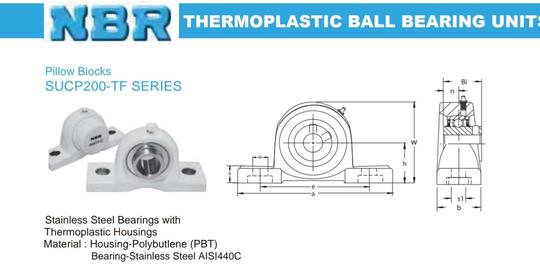 NBR THERMOPLASTIC BALL BEARING UNITS
Pillow Blocks
SUCP200-TF SERIES
NBR
Bi
n
W
h
s
e
a
s1
b
Stainless Steel Bearings with
Thermoplastic Housings
Material : Housing-Polybutlene (PBT)
Bearing-Stainless Steel AISI440C